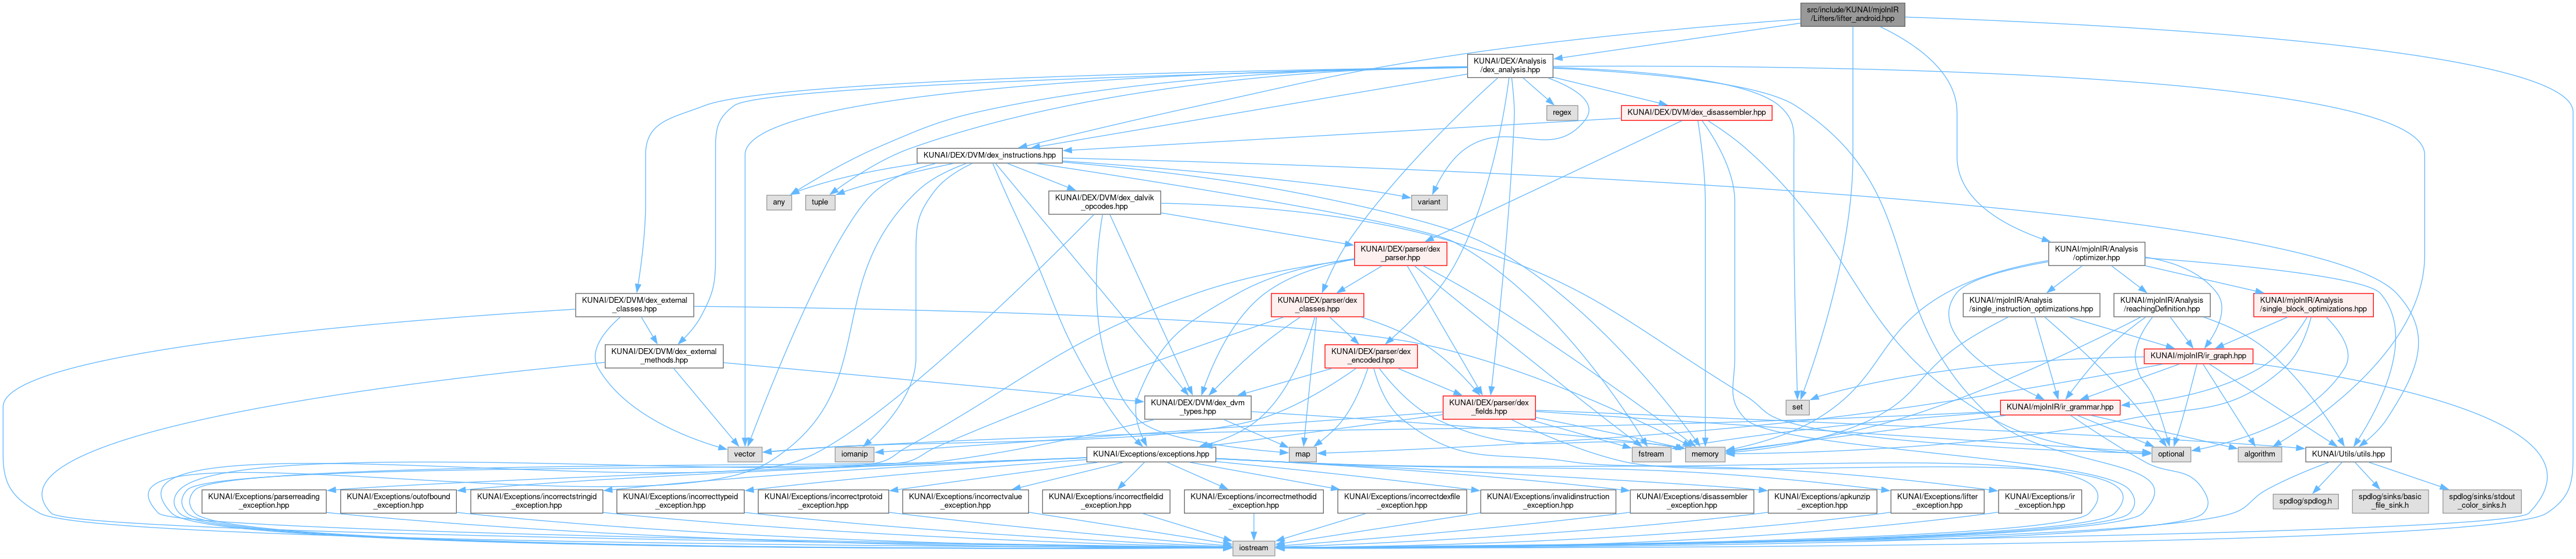 src/include/KUNAI/mjolnIR
/Lifters/lifter_android.hpp
KUNAI/DEX/Analysis
/dex_analysis.hpp
regex
KUNAI/DEX/DVM/dex_disassembler.hpp
KUNAI/DEX/DVM/dex_instructions.hpp
any
tuple
KUNAI/DEX/DVM/dex_dalvik
_opcodes.hpp
variant
KUNAI/DEX/parser/dex
_parser.hpp
KUNAI/mjolnIR/Analysis
/optimizer.hpp
KUNAI/DEX/DVM/dex_external
_classes.hpp
KUNAI/DEX/parser/dex
_classes.hpp
KUNAI/mjolnIR/Analysis
/single_instruction_optimizations.hpp
KUNAI/mjolnIR/Analysis
/reachingDefinition.hpp
KUNAI/mjolnIR/Analysis
/single_block_optimizations.hpp
KUNAI/DEX/DVM/dex_external
_methods.hpp
KUNAI/DEX/parser/dex
_encoded.hpp
KUNAI/mjolnIR/ir_graph.hpp
KUNAI/DEX/DVM/dex_dvm
_types.hpp
KUNAI/DEX/parser/dex
_fields.hpp
set
KUNAI/mjolnIR/ir_grammar.hpp
vector
iomanip
KUNAI/Exceptions/exceptions.hpp
map
fstream
memory
optional
algorithm
KUNAI/Utils/utils.hpp
KUNAI/Exceptions/parserreading
_exception.hpp
KUNAI/Exceptions/outofbound
_exception.hpp
KUNAI/Exceptions/incorrectstringid
_exception.hpp
KUNAI/Exceptions/incorrecttypeid
_exception.hpp
KUNAI/Exceptions/incorrectprotoid
_exception.hpp
KUNAI/Exceptions/incorrectvalue
_exception.hpp
KUNAI/Exceptions/incorrectfieldid
_exception.hpp
KUNAI/Exceptions/incorrectmethodid
_exception.hpp
KUNAI/Exceptions/incorrectdexfile
_exception.hpp
KUNAI/Exceptions/invalidinstruction
_exception.hpp
KUNAI/Exceptions/disassembler
_exception.hpp
KUNAI/Exceptions/apkunzip
_exception.hpp
KUNAI/Exceptions/lifter
_exception.hpp
KUNAI/Exceptions/ir
_exception.hpp
spdlog/spdlog.h
spdlog/sinks/basic
_file_sink.h
spdlog/sinks/stdout
_color_sinks.h
iostream